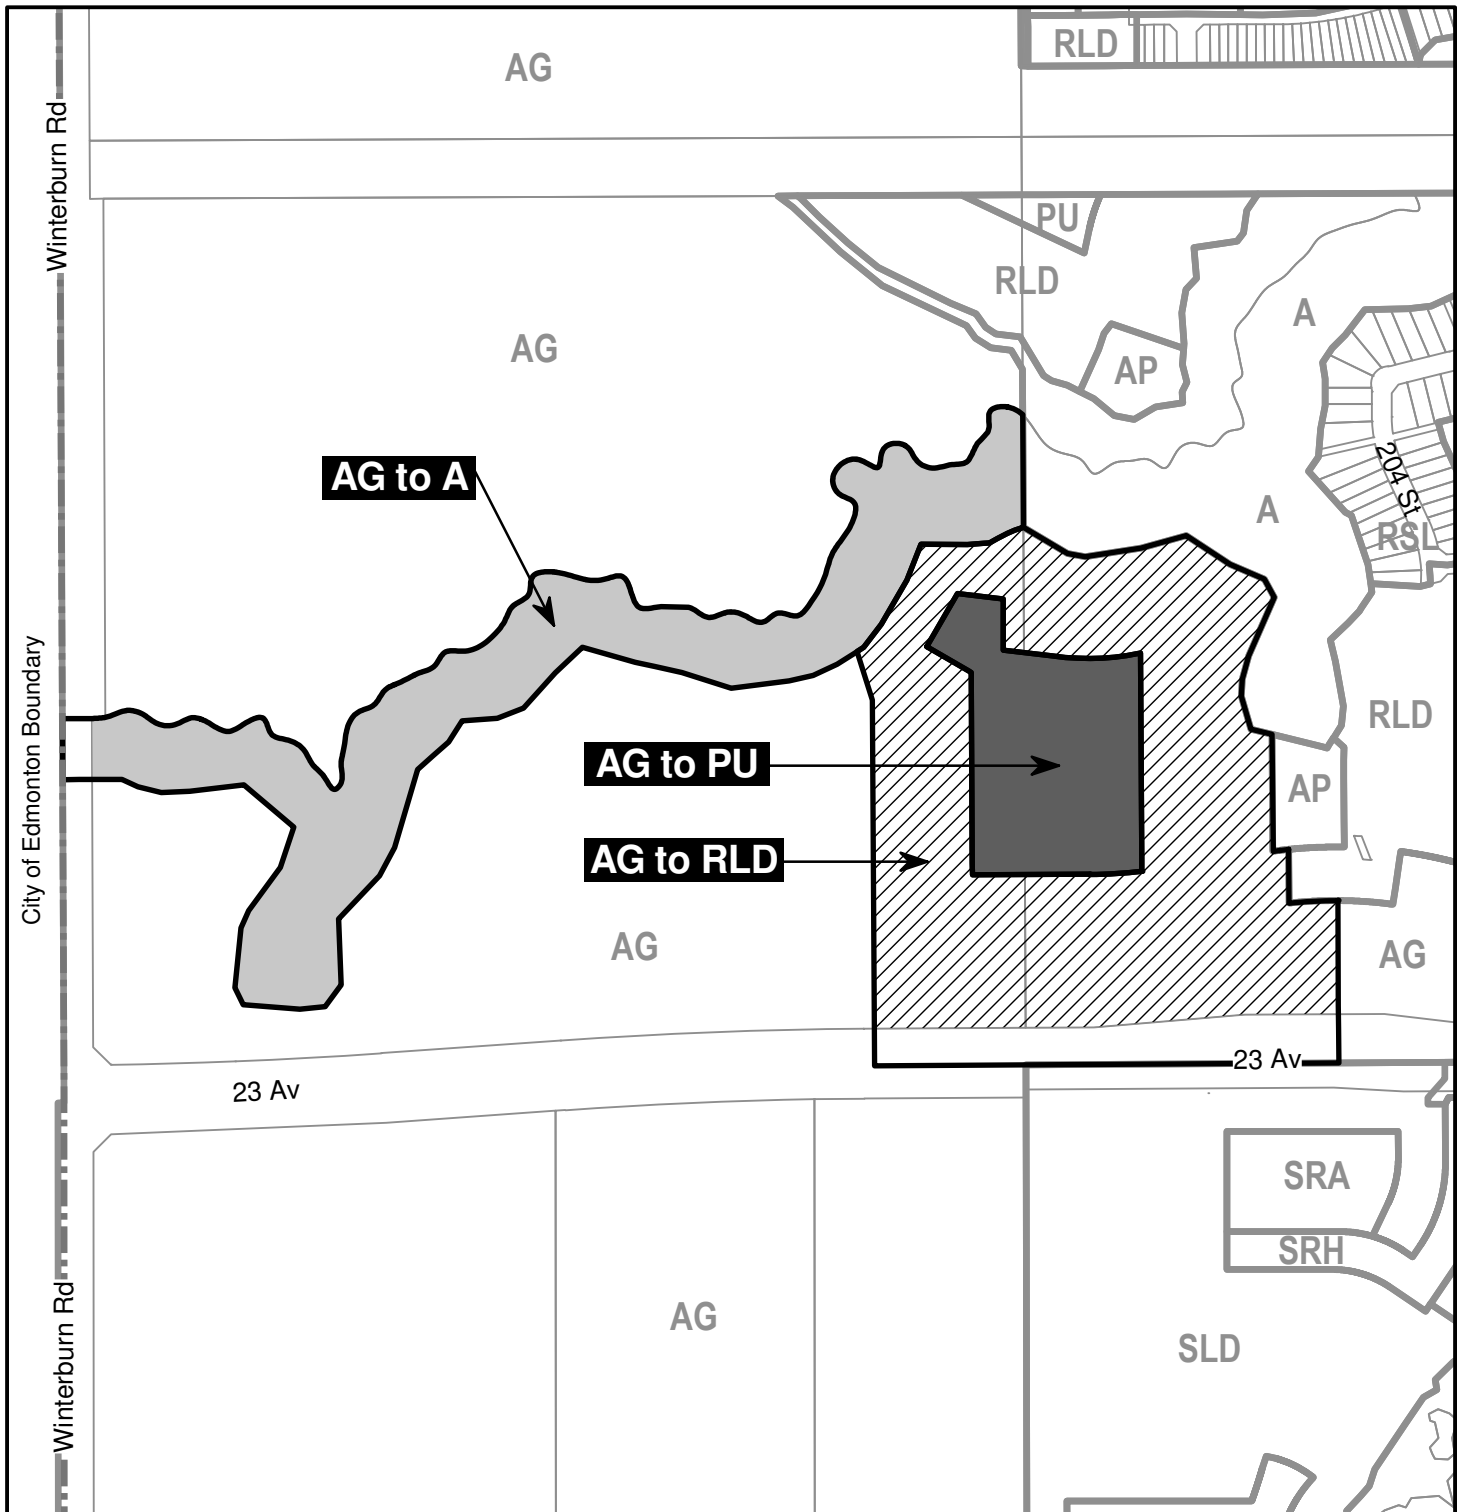 RLD
AG
Winterburn Rd
PU
RLD
A
AG
AP
AG to A
204 St
A
RSL
City of Edmonton Boundary
RLD
AG to PU
AP
AG to RLD
AG
AG
23 Av
23 Av
SRA
SRH
Winterburn Rd
AG
SLD